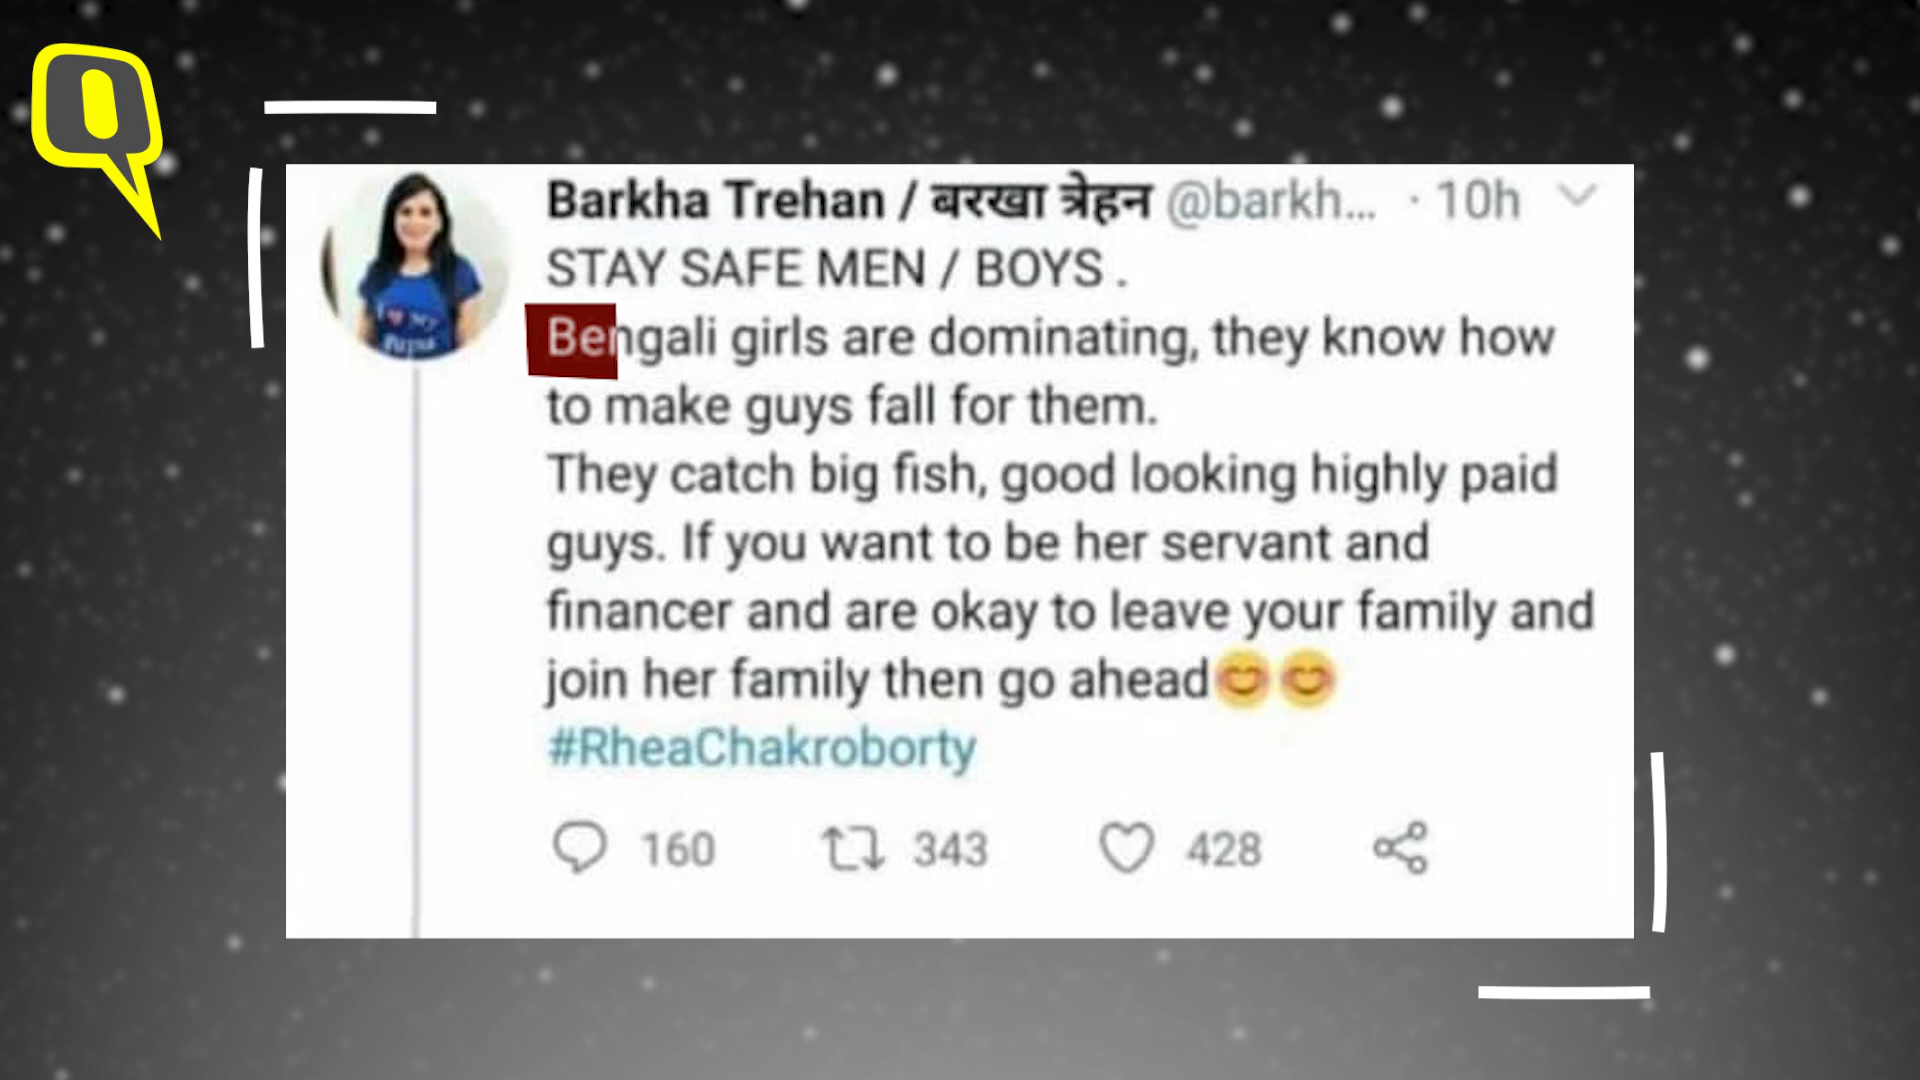 Q
Barkha Trehan / बरखा त्रेहन @barkh... · 10h
STAY SAFE MEN / BOYS .
Bengali girls are dominating, they know how
to make guys fall for them.
They catch big fish, good looking highly paid
guys. If you want to be her servant and
financer and are okay to leave your family and
join her family then go ahead😊😊
#RheaChakroborty
160 343 428
I ❤ MY